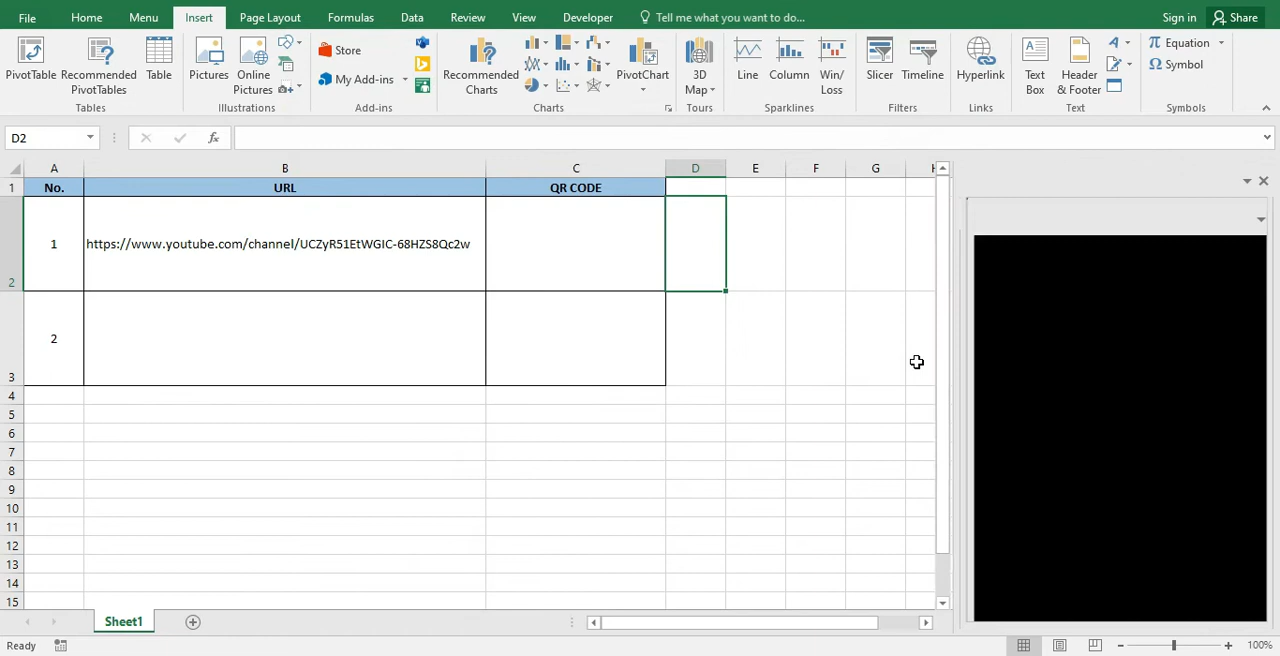 File Home Menu Insert Page Layout Formulas Data Review View Developer Tell me what you want to do... Sign in Share
PivotTable Recommended PivotTables Table
Tables
Pictures Online Pictures
Illustrations
Store
My Add-ins
Add-ins
Recommended Charts
PivotChart
Charts
3D Map
Tours
Line Column Win/ Loss
Sparklines
Slicer Timeline
Filters
Hyperlink
Links
Text Box Header & Footer
Text
Equation
Symbol
Symbols
D2 fx
A B C D E F G H
1 No. URL QR CODE
2 1 https://www.youtube.com/channel/UCZyR51EtWGIC-68HZS8Qc2w
3 2
4
5
6
7
8
9
10
11
12
13
14
15
Sheet1
Ready 100%